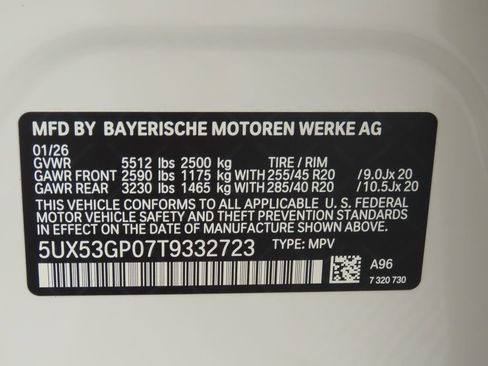 MFD BY BAYERISCHE MOTOREN WERKE AG
01/26
GVWR 5512 lbs 2500 kg TIRE / RIM
GAWR FRONT 2590 lbs 1175 kg WITH 255/45 R20 /9.0Jx 20
GAWR REAR 3230 lbs 1465 kg WITH 285/40 R20 /10.5Jx 20
THIS VEHICLE CONFORMS TO ALL APPLICABLE U. S. FEDERAL
MOTOR VEHICLE SAFETY AND THEFT PREVENTION STANDARDS
IN EFFECT ON THE DATE OF MANUFACTURE SHOWN ABOVE
5UX53GP07T9332723 TYPE: MPV
A96
7 320 730